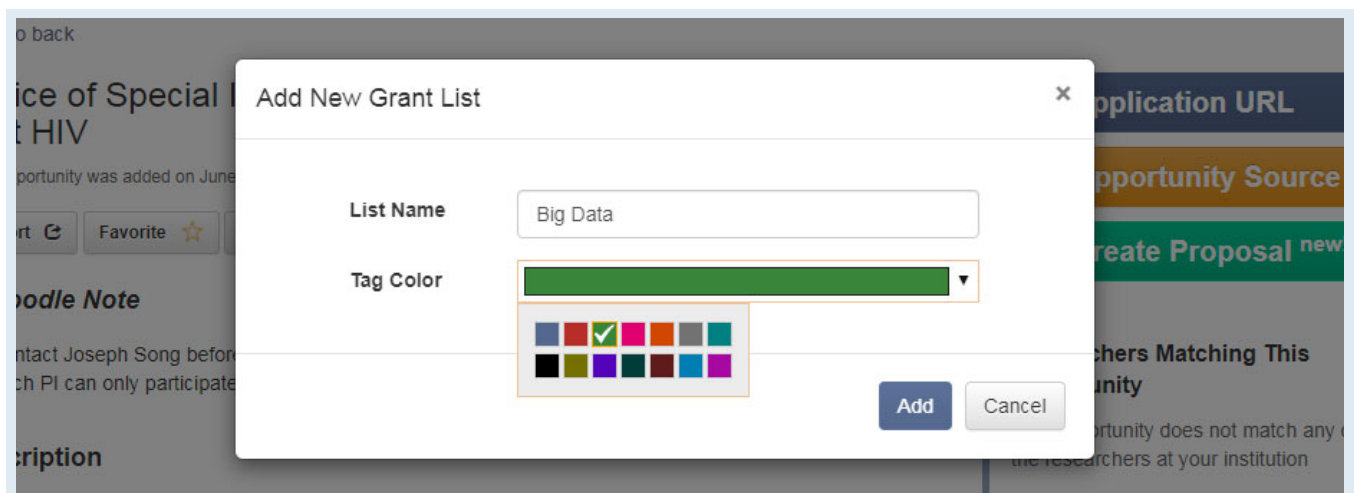 o back
ice of Special I
t HIV
portunity was added on June
rt
Favorite
oodle Note
ntact Joseph Song before
ch PI can only participate
cription
Add New Grant List
×
List Name
Big Data
Tag Color
Add
Cancel
pplication URL
pportunity Source
reate Proposal new
chers Matching This
unity
ortunity does not match any
the researchers at your institution